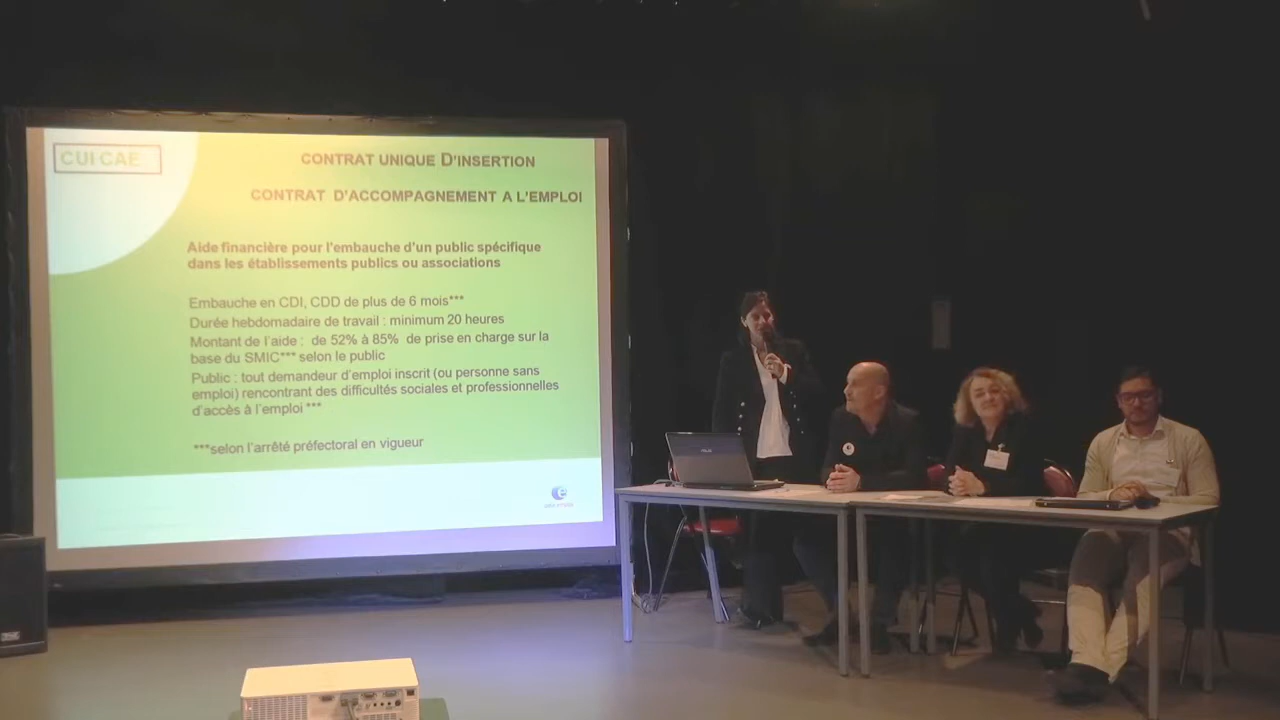 CUI CAE
CONTRAT UNIQUE D'INSERTION
CONTRAT D'ACCOMPAGNEMENT A L'EMPLOI
Aide financière pour l'embauche d'un public spécifique
dans les établissements publics ou associations
Embauche en CDI, CDD de plus de 6 mois***
Durée hebdomadaire de travail : minimum 20 heures
Montant de l'aide : de 52% à 85% de prise en charge sur la
base du SMIC*** selon le public
Public : tout demandeur d'emploi inscrit (ou personne sans
emploi) rencontrant des difficultés sociales et professionnelles
d'accès à l'emploi ***
***selon l'arrêté préfectoral en vigueur